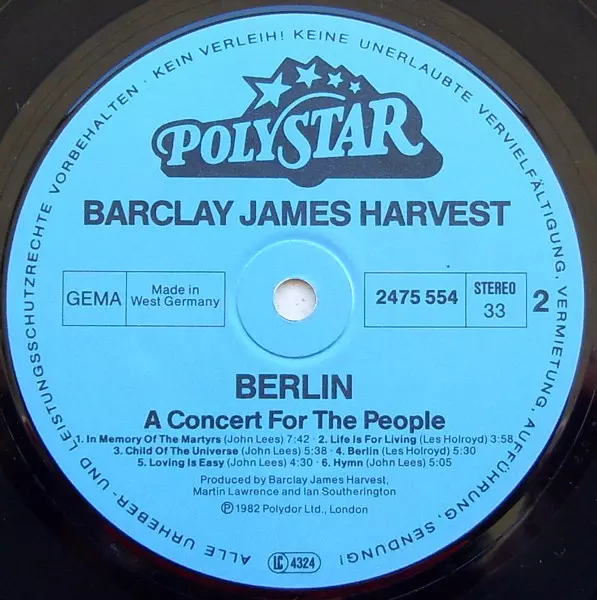 ALLE URHEBER- UND LEISTUNGSSCHUTZRECHTE VORBEHALTEN · KEIN VERLEIH! KEINE UNERLAUBTE VERVIELFÄLTIGUNG, VERMIETUNG, AUFFÜHRUNG, SENDUNG!
POLYSTAR
BARCLAY JAMES HARVEST
GEMA
Made in
West Germany
2475 554
STEREO
33
2
BERLIN
A Concert For The People
1. In Memory Of The Martyrs (John Lees) 7:42 · 2. Life Is For Living (Les Holroyd) 3:58
3. Child Of The Universe (John Lees) 5:38 · 4. Berlin (Les Holroyd) 5:30
5. Loving Is Easy (John Lees) 4:30 · 6. Hymn (John Lees) 5:05
Produced by Barclay James Harvest,
Martin Lawrence and Ian Southerington
℗ 1982 Polydor Ltd., London
LC 4324